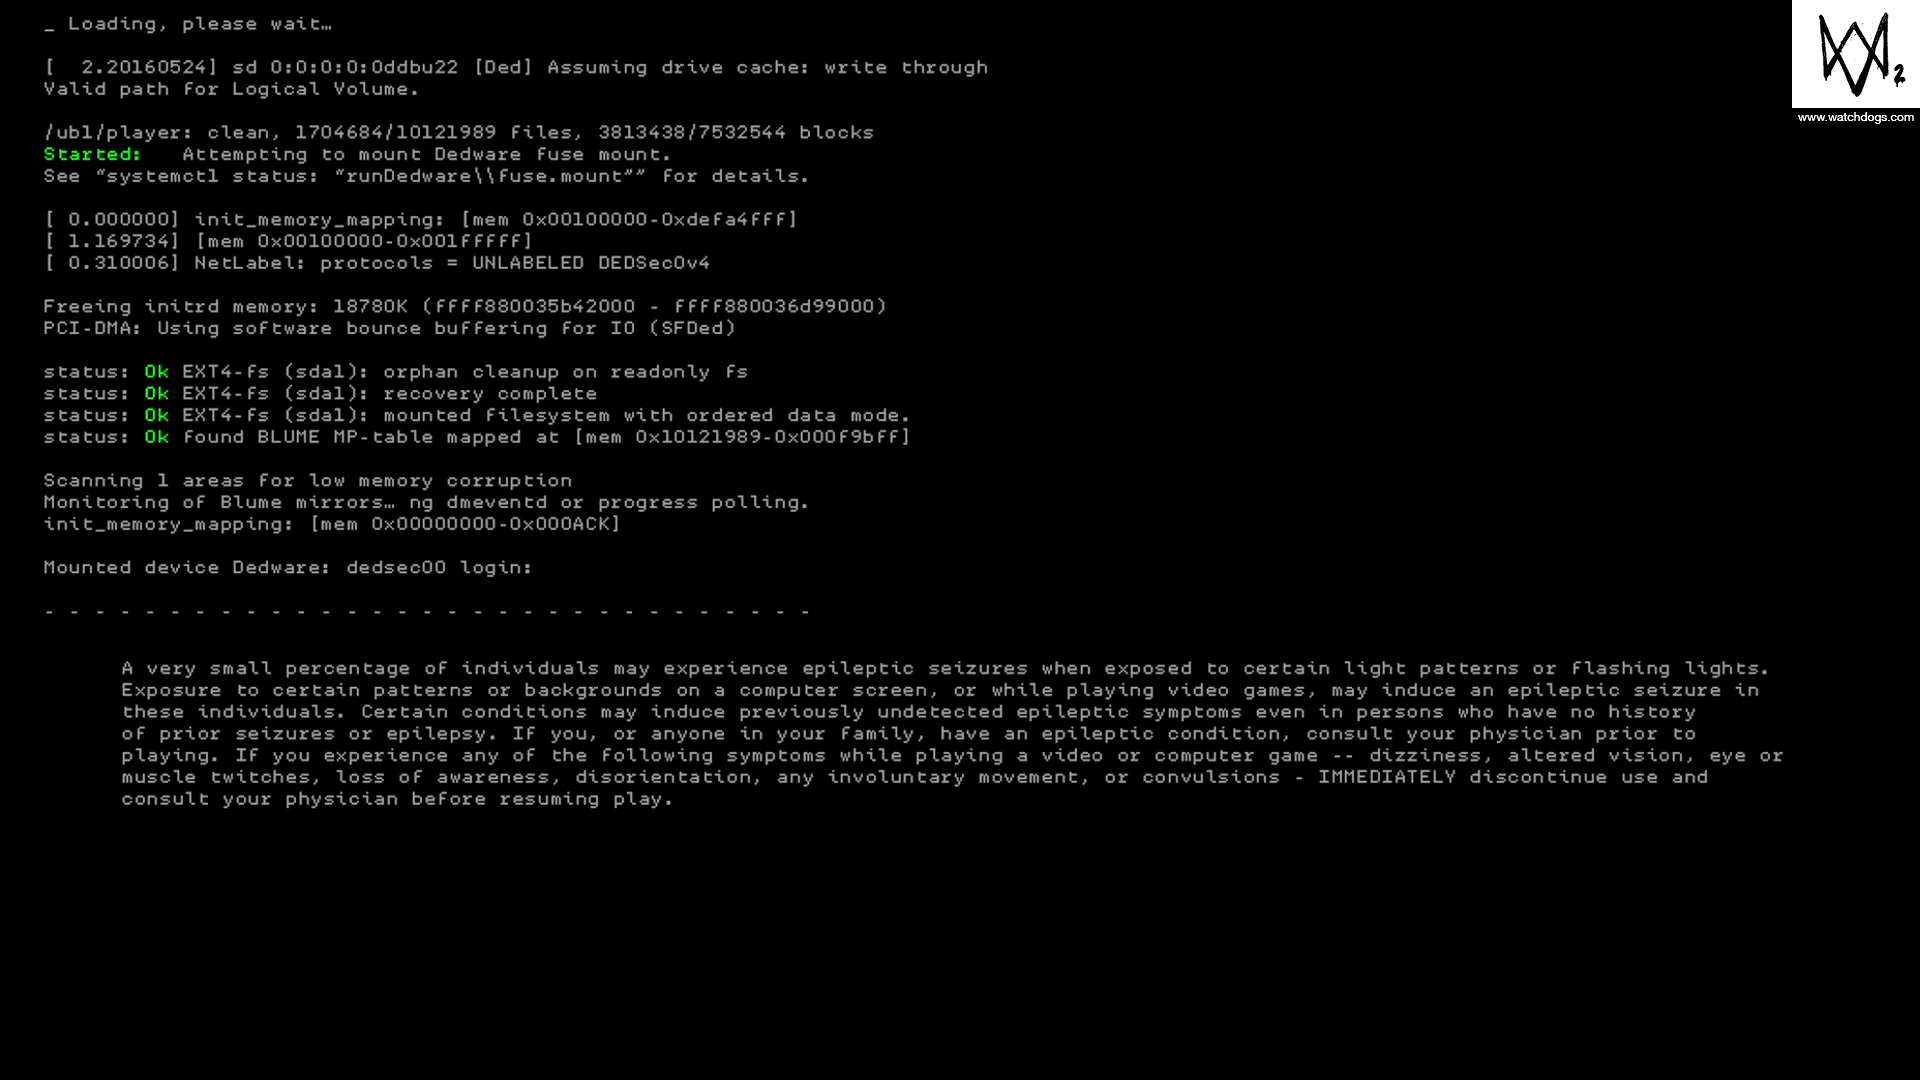 _ Loading, please wait…
[  2.20160524] sd 0:0:0:0:0ddbu22 [Ded] Assuming drive cache: write through
Valid path for Logical Volume.
/ubl/player: clean, 1704684/10121989 files, 3813438/7532544 blocks
Started:   Attempting to mount Dedware fuse mount.
See “systemctl status: “runDedware\\fuse.mount”” for details.
[ 0.000000] init_memory_mapping: [mem 0x00100000-0xdefa4fff]
[ 1.169734] [mem 0x00100000-0x001fffff]
[ 0.310006] NetLabel: protocols = UNLABELED DEDSec0v4
Freeing initrd memory: 18780K (ffff880035b42000 - ffff880036d99000)
PCI-DMA: Using software bounce buffering for IO (SFDed)
status: Ok EXT4-fs (sdal): orphan cleanup on readonly fs
status: Ok EXT4-fs (sdal): recovery complete
status: Ok EXT4-fs (sdal): mounted filesystem with ordered data mode.
status: Ok found BLUME MP-table mapped at [mem 0x10121989-0x000f9bff]
Scanning 1 areas for low memory corruption
Monitoring of Blume mirrors… ng dmeventd or progress polling.
init_memory_mapping: [mem 0x00000000-0x000ACK]
Mounted device Dedware: dedsec00 login:
- - - - - - - - - - - - - - - - - - - - - - - - - - - - - - -
A very small percentage of individuals may experience epileptic seizures when exposed to certain light patterns or flashing lights.
Exposure to certain patterns or backgrounds on a computer screen, or while playing video games, may induce an epileptic seizure in
these individuals. Certain conditions may induce previously undetected epileptic symptoms even in persons who have no history
of prior seizures or epilepsy. If you, or anyone in your family, have an epileptic condition, consult your physician prior to
playing. If you experience any of the following symptoms while playing a video or computer game -- dizziness, altered vision, eye or
muscle twitches, loss of awareness, disorientation, any involuntary movement, or convulsions - IMMEDIATELY discontinue use and
consult your physician before resuming play.
2
www.watchdogs.com